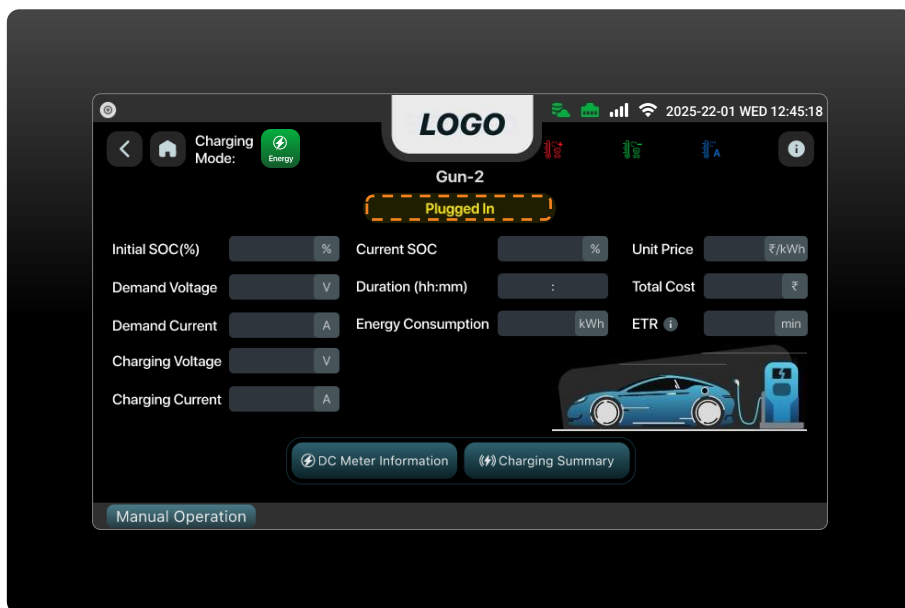 LOGO
2025-22-01 WED 12:45:18
Charging
Mode:
Energy
A
Gun-2
Plugged In
Initial SOC(%) %
Current SOC %
Unit Price ₹/kWh
Demand Voltage V
Duration (hh:mm) :
Total Cost ₹
Demand Current A
Energy Consumption kWh
ETR i min
Charging Voltage V
Charging Current A
DC Meter Information
Charging Summary
Manual Operation